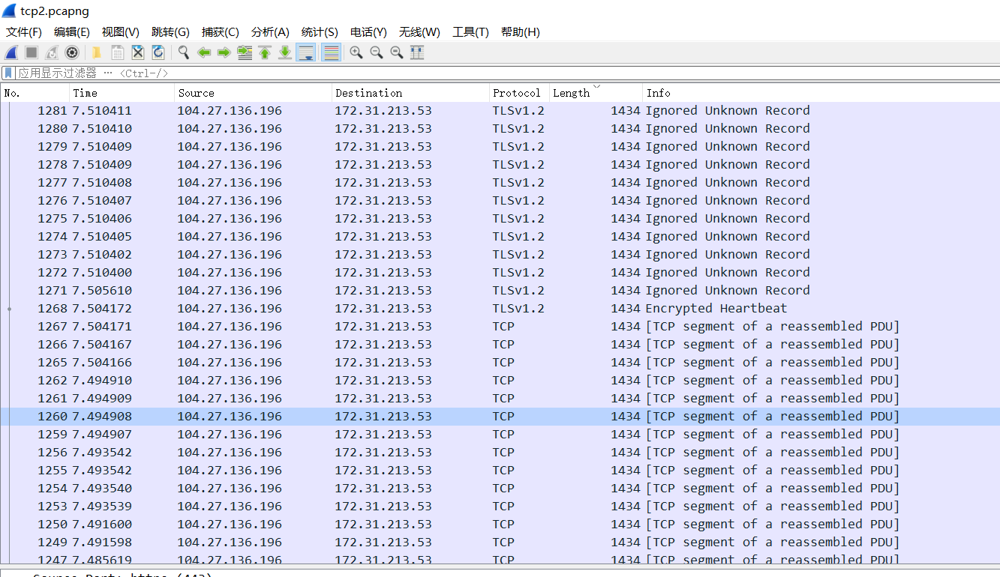 tcp2.pcapng
文件(F) 编辑(E) 视图(V) 跳转(G) 捕获(C) 分析(A) 统计(S) 电话(Y) 无线(W) 工具(T) 帮助(H)
应用显示过滤器 … <Ctrl-/>
No. Time Source Destination Protocol Length Info
1281 7.510411 104.27.136.196 172.31.213.53 TLSv1.2 1434 Ignored Unknown Record
1280 7.510410 104.27.136.196 172.31.213.53 TLSv1.2 1434 Ignored Unknown Record
1279 7.510409 104.27.136.196 172.31.213.53 TLSv1.2 1434 Ignored Unknown Record
1278 7.510409 104.27.136.196 172.31.213.53 TLSv1.2 1434 Ignored Unknown Record
1277 7.510408 104.27.136.196 172.31.213.53 TLSv1.2 1434 Ignored Unknown Record
1276 7.510407 104.27.136.196 172.31.213.53 TLSv1.2 1434 Ignored Unknown Record
1275 7.510406 104.27.136.196 172.31.213.53 TLSv1.2 1434 Ignored Unknown Record
1274 7.510405 104.27.136.196 172.31.213.53 TLSv1.2 1434 Ignored Unknown Record
1273 7.510402 104.27.136.196 172.31.213.53 TLSv1.2 1434 Ignored Unknown Record
1272 7.510400 104.27.136.196 172.31.213.53 TLSv1.2 1434 Ignored Unknown Record
1271 7.505610 104.27.136.196 172.31.213.53 TLSv1.2 1434 Ignored Unknown Record
1268 7.504172 104.27.136.196 172.31.213.53 TLSv1.2 1434 Encrypted Heartbeat
1267 7.504171 104.27.136.196 172.31.213.53 TCP 1434 [TCP segment of a reassembled PDU]
1266 7.504167 104.27.136.196 172.31.213.53 TCP 1434 [TCP segment of a reassembled PDU]
1265 7.504166 104.27.136.196 172.31.213.53 TCP 1434 [TCP segment of a reassembled PDU]
1262 7.494910 104.27.136.196 172.31.213.53 TCP 1434 [TCP segment of a reassembled PDU]
1261 7.494909 104.27.136.196 172.31.213.53 TCP 1434 [TCP segment of a reassembled PDU]
1260 7.494908 104.27.136.196 172.31.213.53 TCP 1434 [TCP segment of a reassembled PDU]
1259 7.494907 104.27.136.196 172.31.213.53 TCP 1434 [TCP segment of a reassembled PDU]
1256 7.493542 104.27.136.196 172.31.213.53 TCP 1434 [TCP segment of a reassembled PDU]
1255 7.493542 104.27.136.196 172.31.213.53 TCP 1434 [TCP segment of a reassembled PDU]
1254 7.493540 104.27.136.196 172.31.213.53 TCP 1434 [TCP segment of a reassembled PDU]
1253 7.493539 104.27.136.196 172.31.213.53 TCP 1434 [TCP segment of a reassembled PDU]
1250 7.491600 104.27.136.196 172.31.213.53 TCP 1434 [TCP segment of a reassembled PDU]
1249 7.491598 104.27.136.196 172.31.213.53 TCP 1434 [TCP segment of a reassembled PDU]
1247 7.485619 104.27.136.196 172.31.213.53 TCP 1434 [TCP segment of a reassembled PDU]
Source Port: https (443)